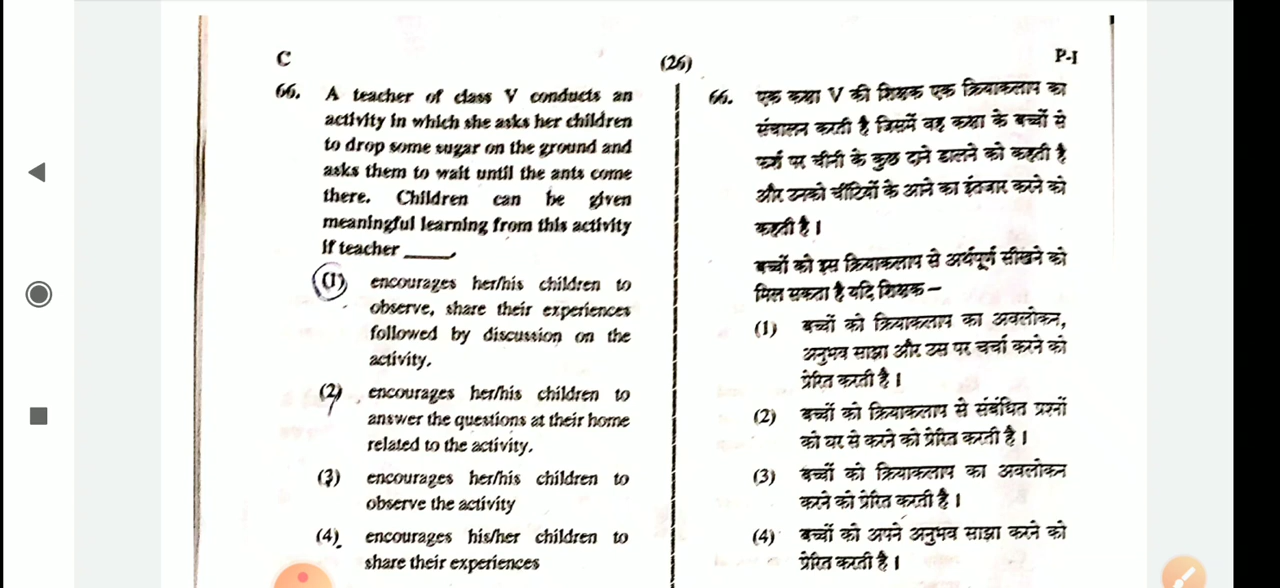 C
(26)
P-I
66. A teacher of class V conducts an
activity in which she asks her children
to drop some sugar on the ground and
asks them to wait until the ants come
there. Children can be given
meaningful learning from this activity
if teacher ____.
(1) encourages her/his children to
observe, share their experiences
followed by discussion on the
activity.
(2) encourages her/his children to
answer the questions at their home
related to the activity.
(3) encourages her/his children to
observe the activity
(4) encourages his/her children to
share their experiences
66. एक कक्षा V की शिक्षक एक क्रियाकलाप का
संचालन करती है जिसमें वह कक्षा के बच्चों से
फर्श पर चीनी के कुछ दाने डालने को कहती है
और उनको चींटियों के आने का इंतजार करने को
कहती है।
बच्चों को इस क्रियाकलाप से अर्थपूर्ण सीखने को
मिल सकता है यदि शिक्षक –
(1) बच्चों को क्रियाकलाप का अवलोकन,
अनुभव साझा और उस पर चर्चा करने को
प्रेरित करती है।
(2) बच्चों को क्रियाकलाप से संबंधित प्रश्नों
को घर से करने को प्रेरित करती है।
(3) बच्चों को क्रियाकलाप का अवलोकन
करने को प्रेरित करती है।
(4) बच्चों को अपने अनुभव साझा करने को
प्रेरित करती है।